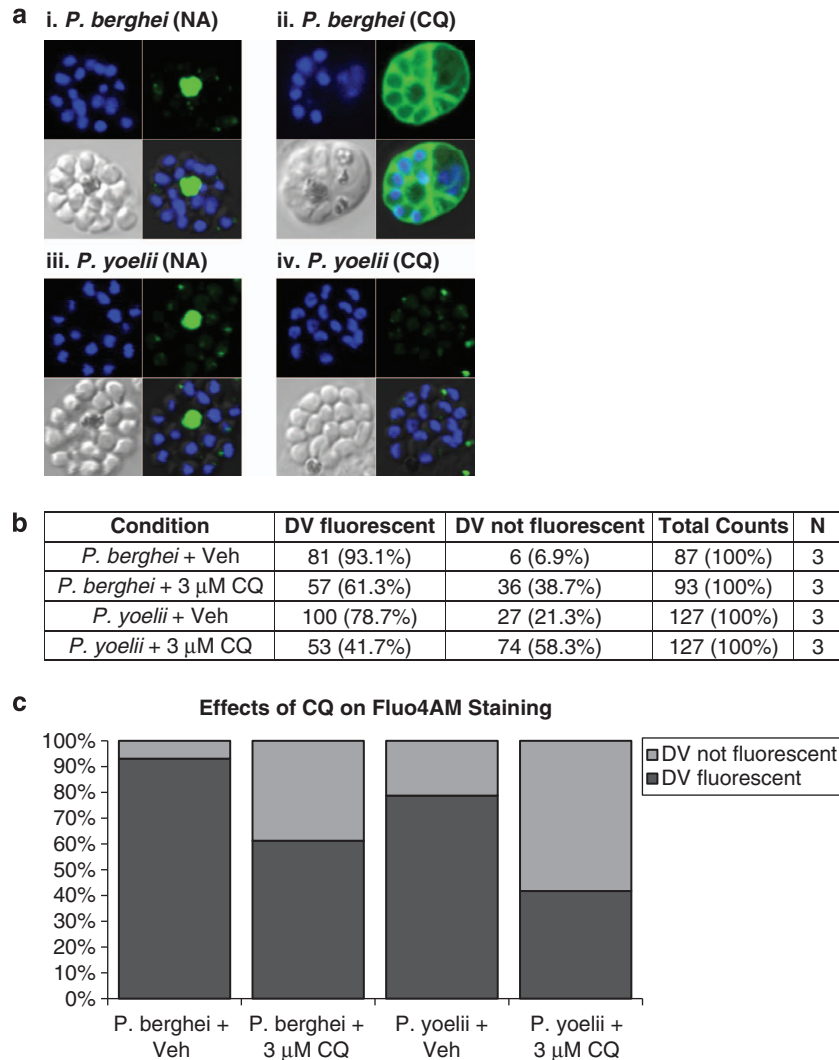 a
i. P. berghei (NA)
ii. P. berghei (CQ)
iii. P. yoelii (NA)
iv. P. yoelii (CQ)
b
Condition DV fluorescent DV not fluorescent Total Counts N
P. berghei + Veh 81 (93.1%) 6 (6.9%) 87 (100%) 3
P. berghei + 3 μM CQ 57 (61.3%) 36 (38.7%) 93 (100%) 3
P. yoelii + Veh 100 (78.7%) 27 (21.3%) 127 (100%) 3
P. yoelii + 3 μM CQ 53 (41.7%) 74 (58.3%) 127 (100%) 3
c
Effects of CQ on Fluo4AM Staining
100%
90%
80%
70%
60%
50%
40%
30%
20%
10%
0%
DV not fluorescent
DV fluorescent
P. berghei +
Veh
P. berghei +
3 μM CQ
P. yoelii +
Veh
P. yoelii +
3 μM CQ